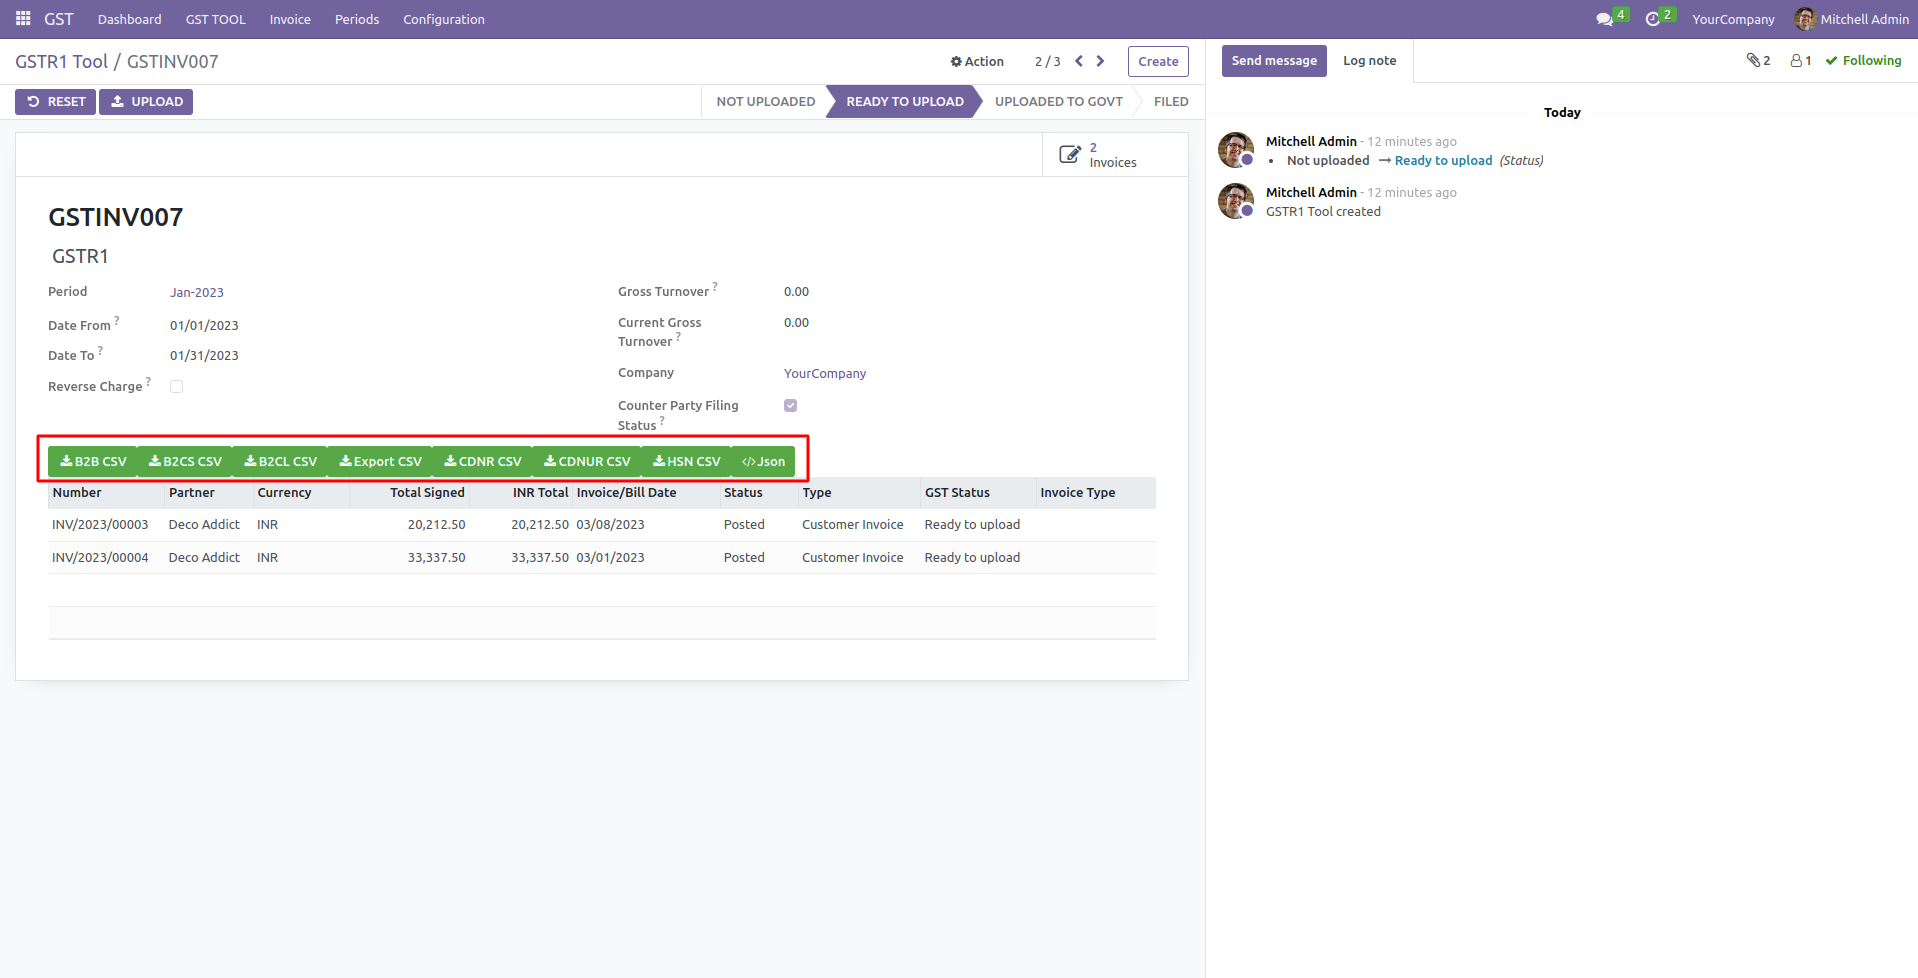 GST Dashboard GST TOOL Invoice Periods Configuration 4 2 YourCompany Mitchell Admin
GSTR1 Tool / GSTINV007 Action 2 / 3 Create
Send message Log note 2 1 Following
RESET UPLOAD NOT UPLOADED READY TO UPLOAD UPLOADED TO GOVT FILED
2
Invoices
GSTINV007
GSTR1
Period Jan-2023
Date From ? 01/01/2023
Date To ? 01/31/2023
Reverse Charge ?
Gross Turnover ? 0.00
Current Gross
Turnover ? 0.00
Company YourCompany
Counter Party Filing
Status ?
B2B CSV B2CS CSV B2CL CSV Export CSV CDNR CSV CDNUR CSV HSN CSV </>Json
Number Partner Currency Total Signed INR Total Invoice/Bill Date Status Type GST Status Invoice Type
INV/2023/00003 Deco Addict INR 20,212.50 20,212.50 03/08/2023 Posted Customer Invoice Ready to upload
INV/2023/00004 Deco Addict INR 33,337.50 33,337.50 03/01/2023 Posted Customer Invoice Ready to upload
Today
Mitchell Admin - 12 minutes ago
• Not uploaded → Ready to upload (Status)
Mitchell Admin - 12 minutes ago
GSTR1 Tool created